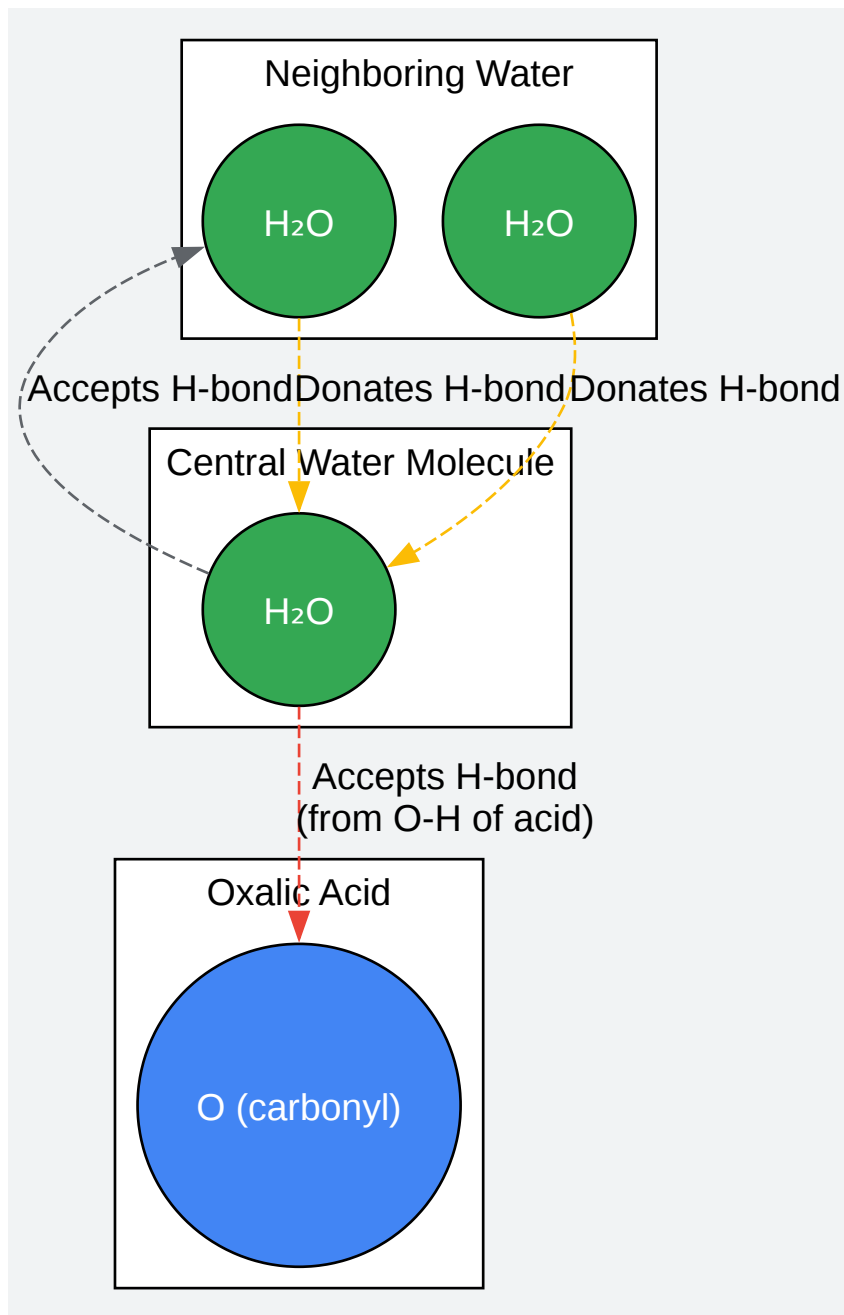 Neighboring Water
H₂O
H₂O
Accepts H-bond
Donates H-bond
Donates H-bond
Central Water Molecule
H₂O
Accepts H-bond
(from O-H of acid)
Oxalic Acid
O (carbonyl)